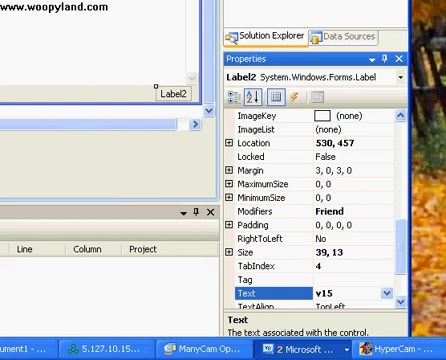 www.woopyland.com
Solution Explorer Data Sources
Properties
Label2 System.Windows.Forms.Label
Label2
ImageKey (none)
ImageList (none)
Location 530, 457
Locked False
Margin 3, 0, 3, 0
MaximumSize 0, 0
MinimumSize 0, 0
Modifiers Friend
Padding 0, 0, 0, 0
RightToLeft No
Size 39, 13
TabIndex 4
Tag
Text v15
TextAlign TopLeft
Line Column Project
Text
The text associated with the control.
ument1 - ... 5.127.10.15... ManyCam Op... 2 Microsoft ... HyperCam - ...